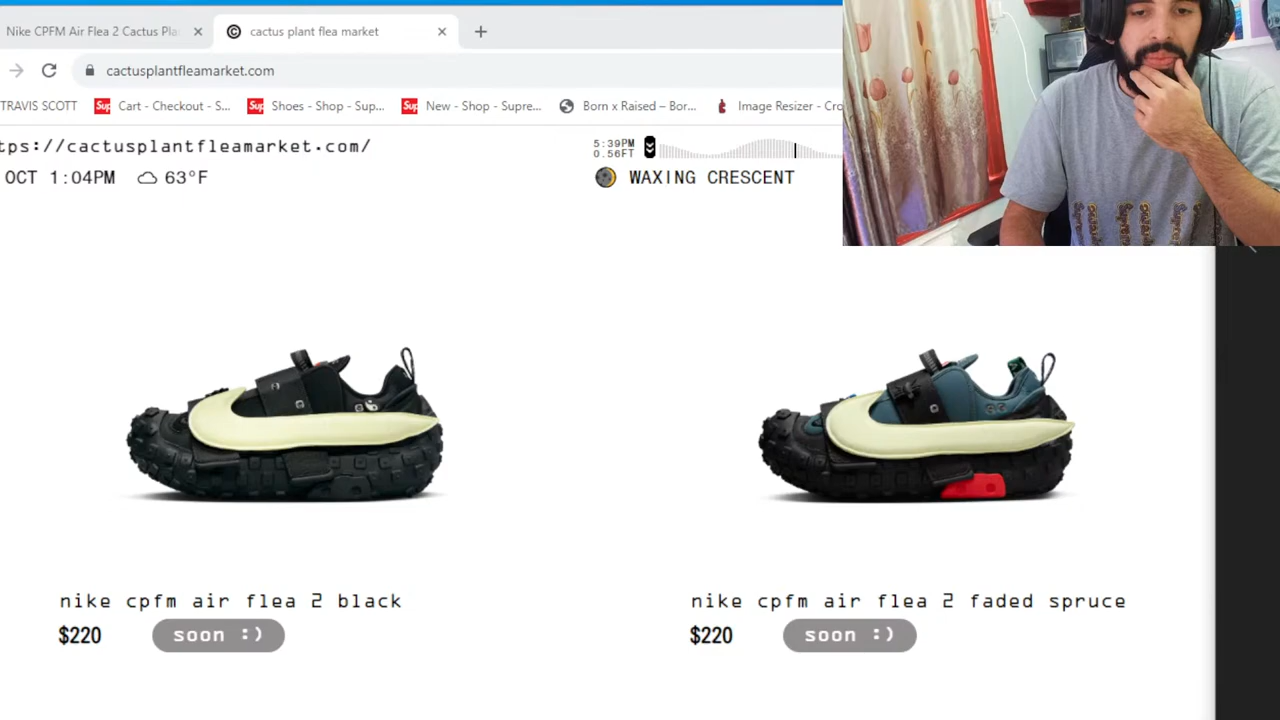 Nike CPFM Air Flea 2 Cactus Pla
cactus plant flea market
cactusplantfleamarket.com
TRAVIS SCOTT
Sup Cart - Checkout - S...
Sup Shoes - Shop - Sup...
Sup New - Shop - Supre...
Born x Raised – Bor...
Image Resizer - Cro
tps://cactusplantfleamarket.com/
5:39PM
0.56FT
OCT 1:04PM 63°F
WAXING CRESCENT
nike cpfm air flea 2 black
$220 soon :)
nike cpfm air flea 2 faded spruce
$220 soon :)